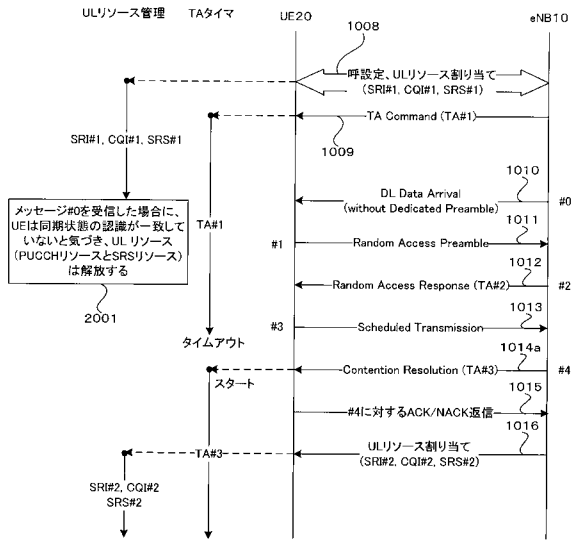 ULリソース管理 TAタイマ UE20 eNB10
1008
呼設定、ULリソース割り当て
(SRI#1, CQI#1, SRS#1)
TA Command (TA#1)
1009
SRI#1, CQI#1, SRS#1
1010
DL Data Arrival
(without Dedicated Preamble)
#0
メッセージ#0を受信した場合に、
UEは同期状態の認識が一致して
いないと気づき、UL リソース
(PUCCHリソースとSRSリソース)
は解放する
2001
TA#1
1011
#1 Random Access Preamble
1012
Random Access Response (TA#2) #2
1013
#3 Scheduled Transmission
タイムアウト
1014a
Contention Resolution (TA#3) #4
スタート
1015
#4に対するACK/NACK返信
1016
ULリソース割り当て
(SRI#2, CQI#2, SRS#2)
TA#3
SRI#2, CQI#2
SRS#2